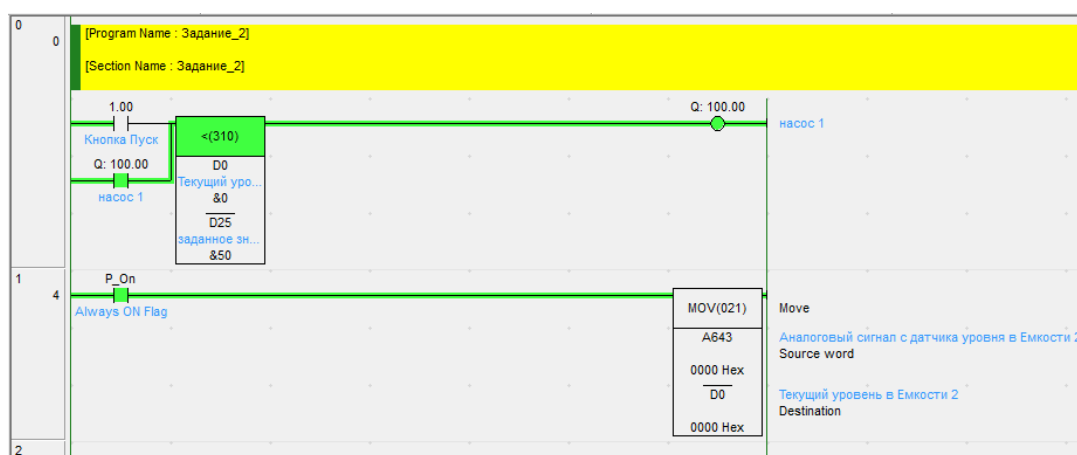 0
0
[Program Name : Задание_2]
[Section Name : Задание_2]
1.00
Кнопка Пуск
<(310)
Q: 100.00
насос 1
Q: 100.00
насос 1
D0
Текущий уро...
&0
D25
заданное зн...
&50
1
4
P_On
Always ON Flag
MOV(021)
Move
A643
Аналоговый сигнал с датчика уровня в Емкости 2
Source word
0000 Hex
D0
Текущий уровень в Емкости 2
Destination
0000 Hex
2